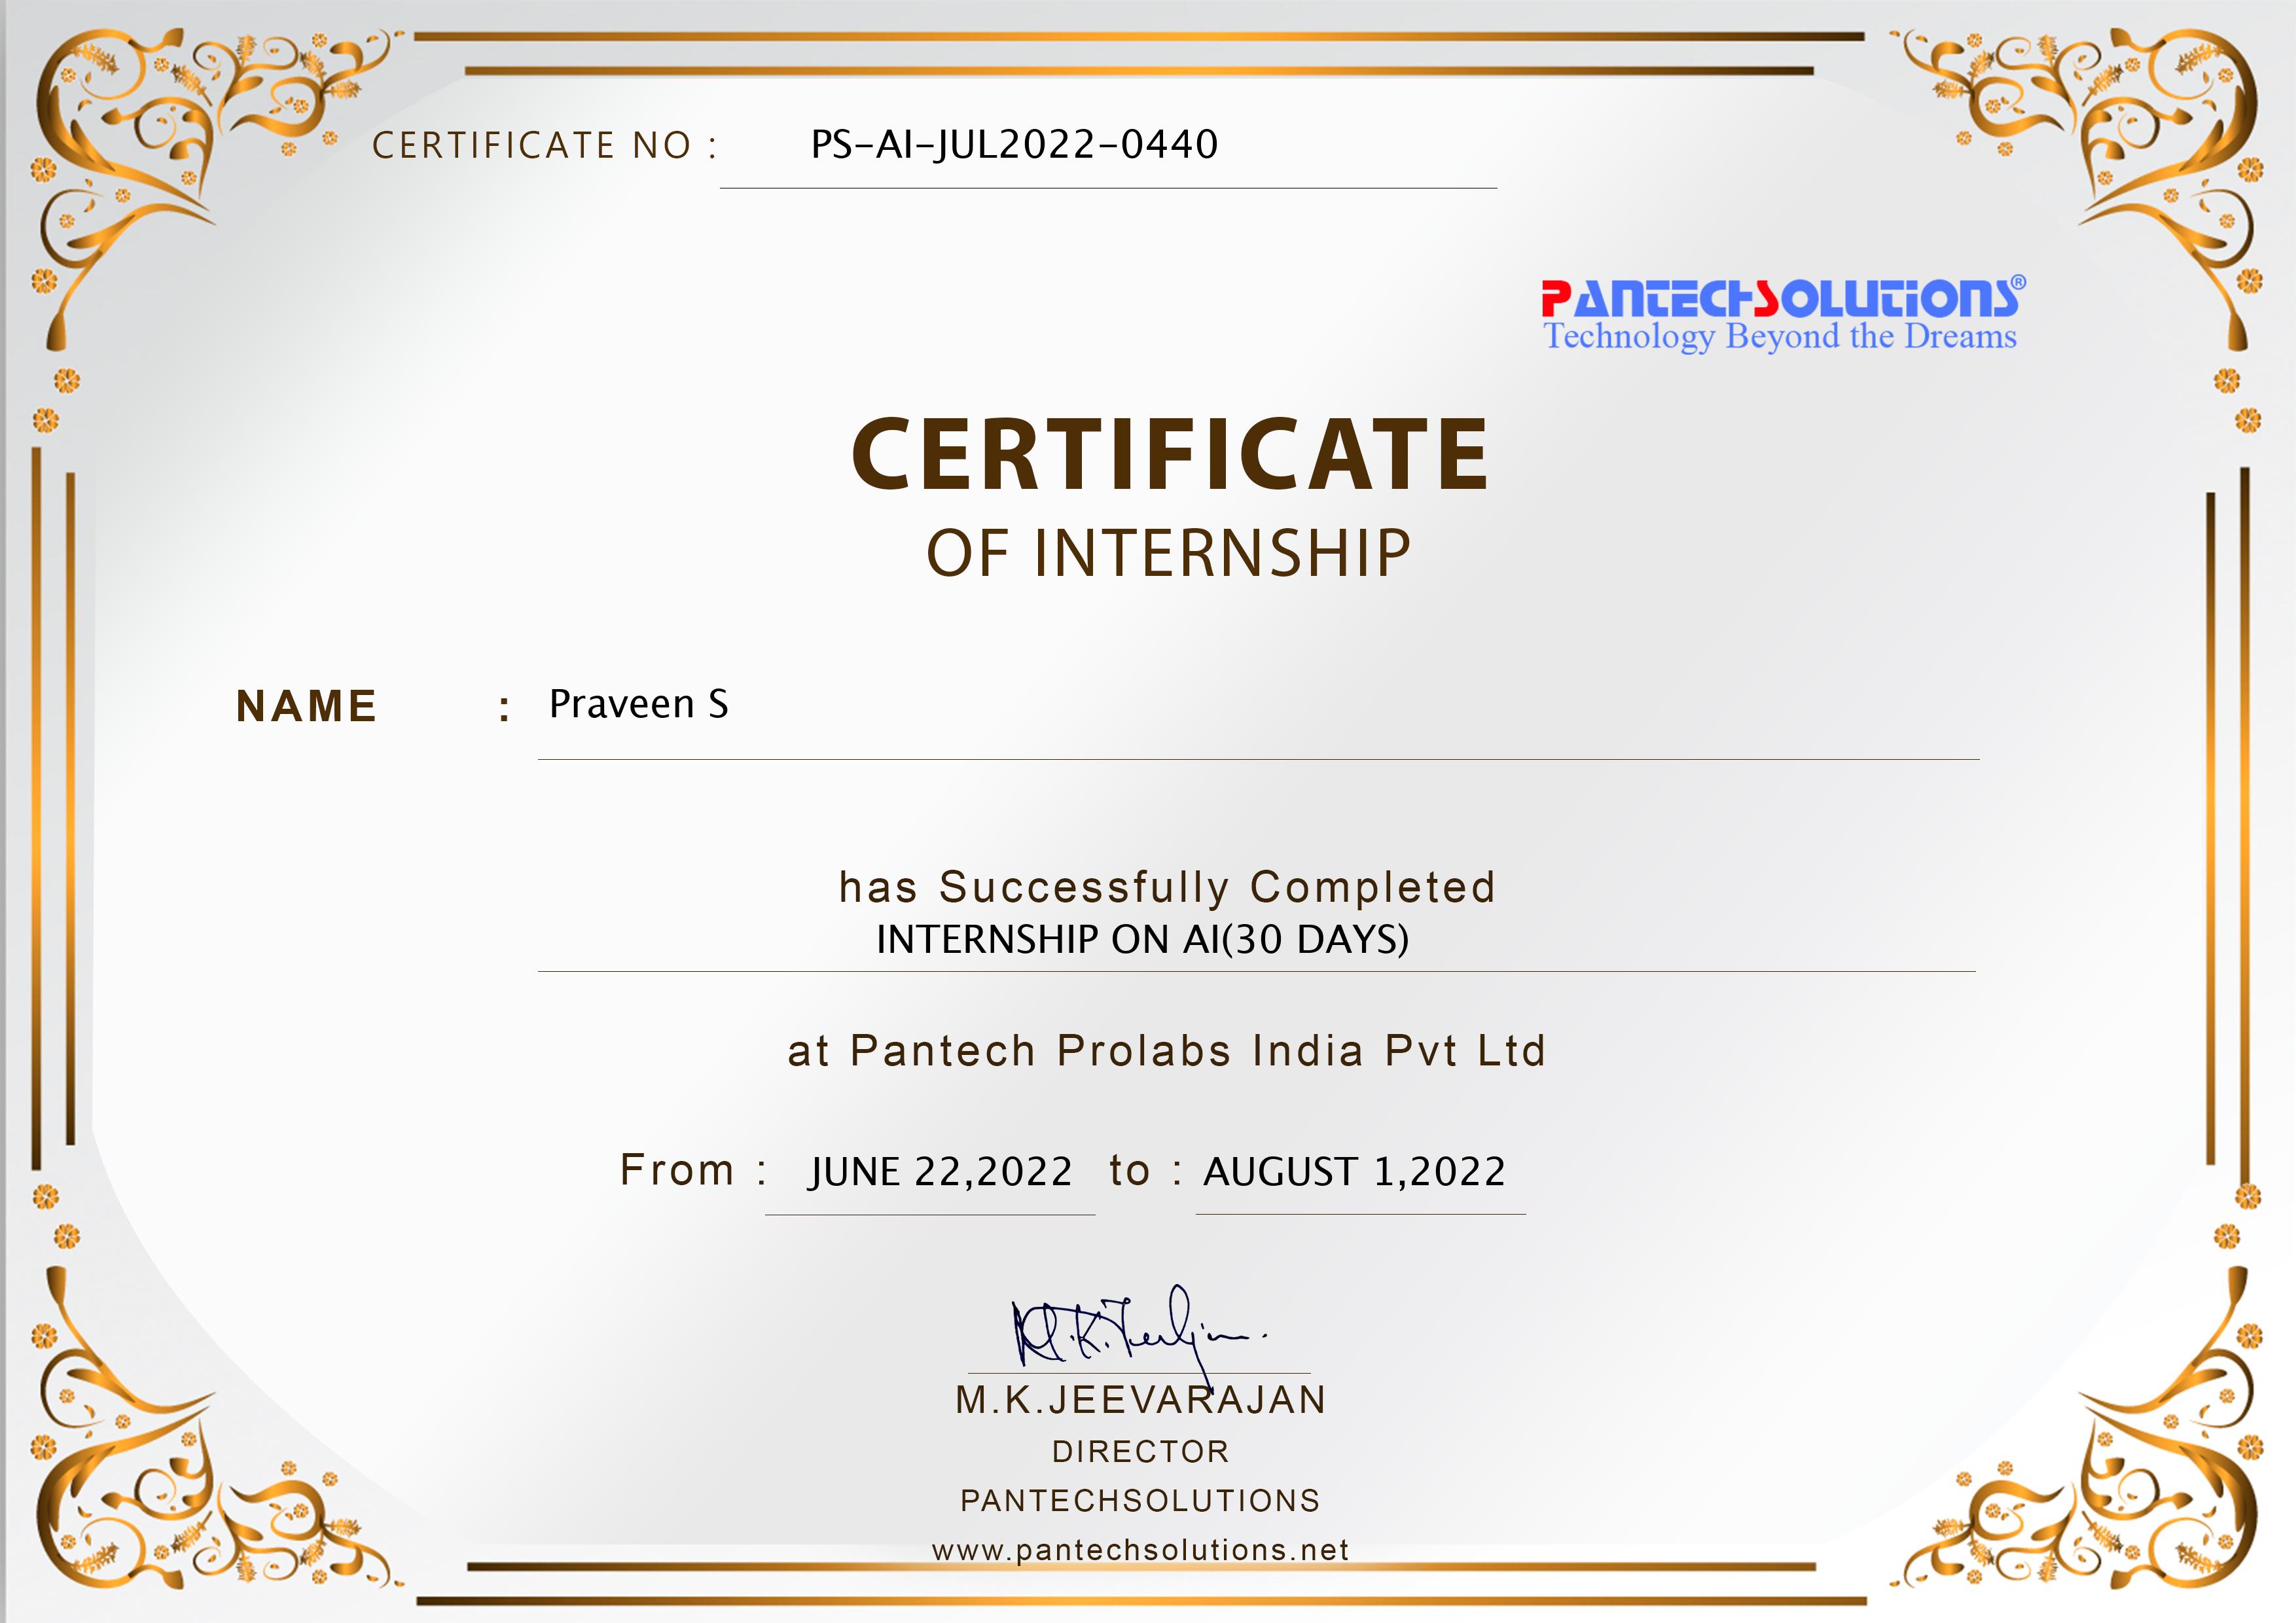 CERTIFICATE NO : PS-AI-JUL2022-0440
PANTECHSOLUTIONS®
Technology Beyond the Dreams
CERTIFICATE
OF INTERNSHIP
NAME : Praveen S
has Successfully Completed
INTERNSHIP ON AI(30 DAYS)
at Pantech Prolabs India Pvt Ltd
From : JUNE 22,2022 to : AUGUST 1,2022
M.K.JEEVARAJAN
DIRECTOR
PANTECHSOLUTIONS
www.pantechsolutions.net